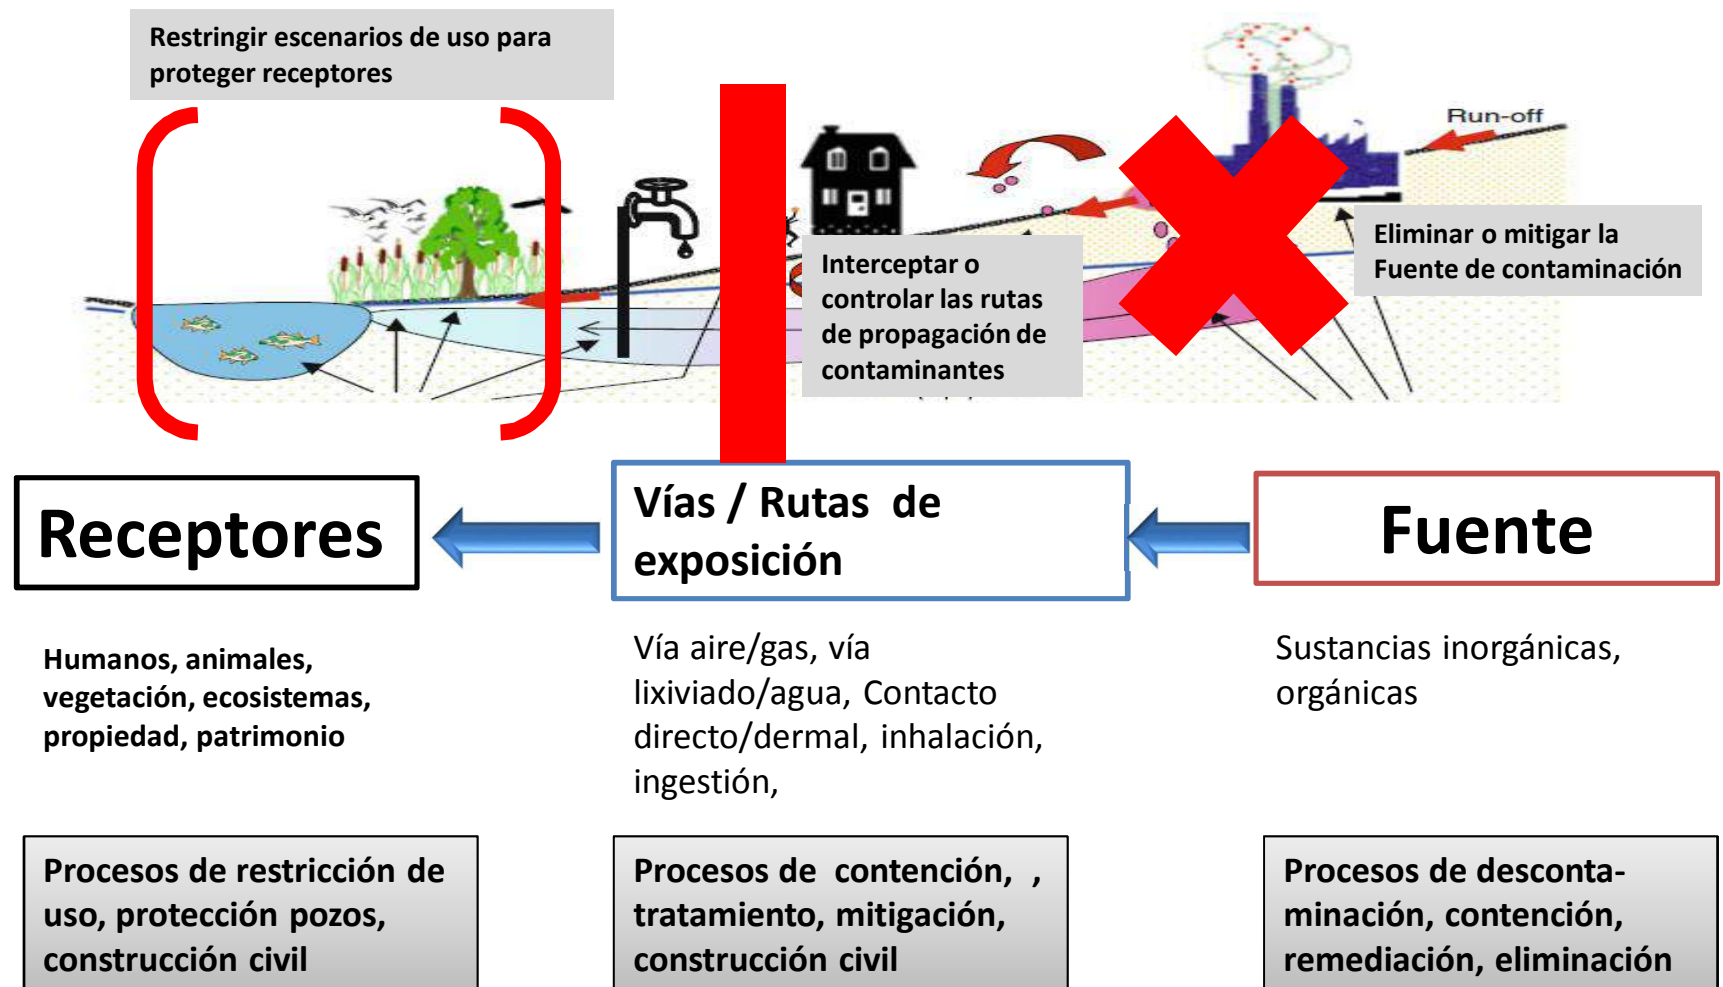 Restringir escenarios de uso para
proteger receptores
Run-off
Eliminar o mitigar la
Fuente de contaminación
Interceptar o
controlar las rutas
de propagación de
contaminantes
Receptores
Vías / Rutas de
exposición
Fuente
Humanos, animales,
vegetación, ecosistemas,
propiedad, patrimonio
Vía aire/gas, vía
lixiviado/agua, Contacto
directo/dermal, inhalación,
ingestión,
Sustancias inorgánicas,
orgánicas
Procesos de restricción de
uso, protección pozos,
construcción civil
Procesos de contención, ,
tratamiento, mitigación,
construcción civil
Procesos de desconta-
minación, contención,
remediación, eliminación